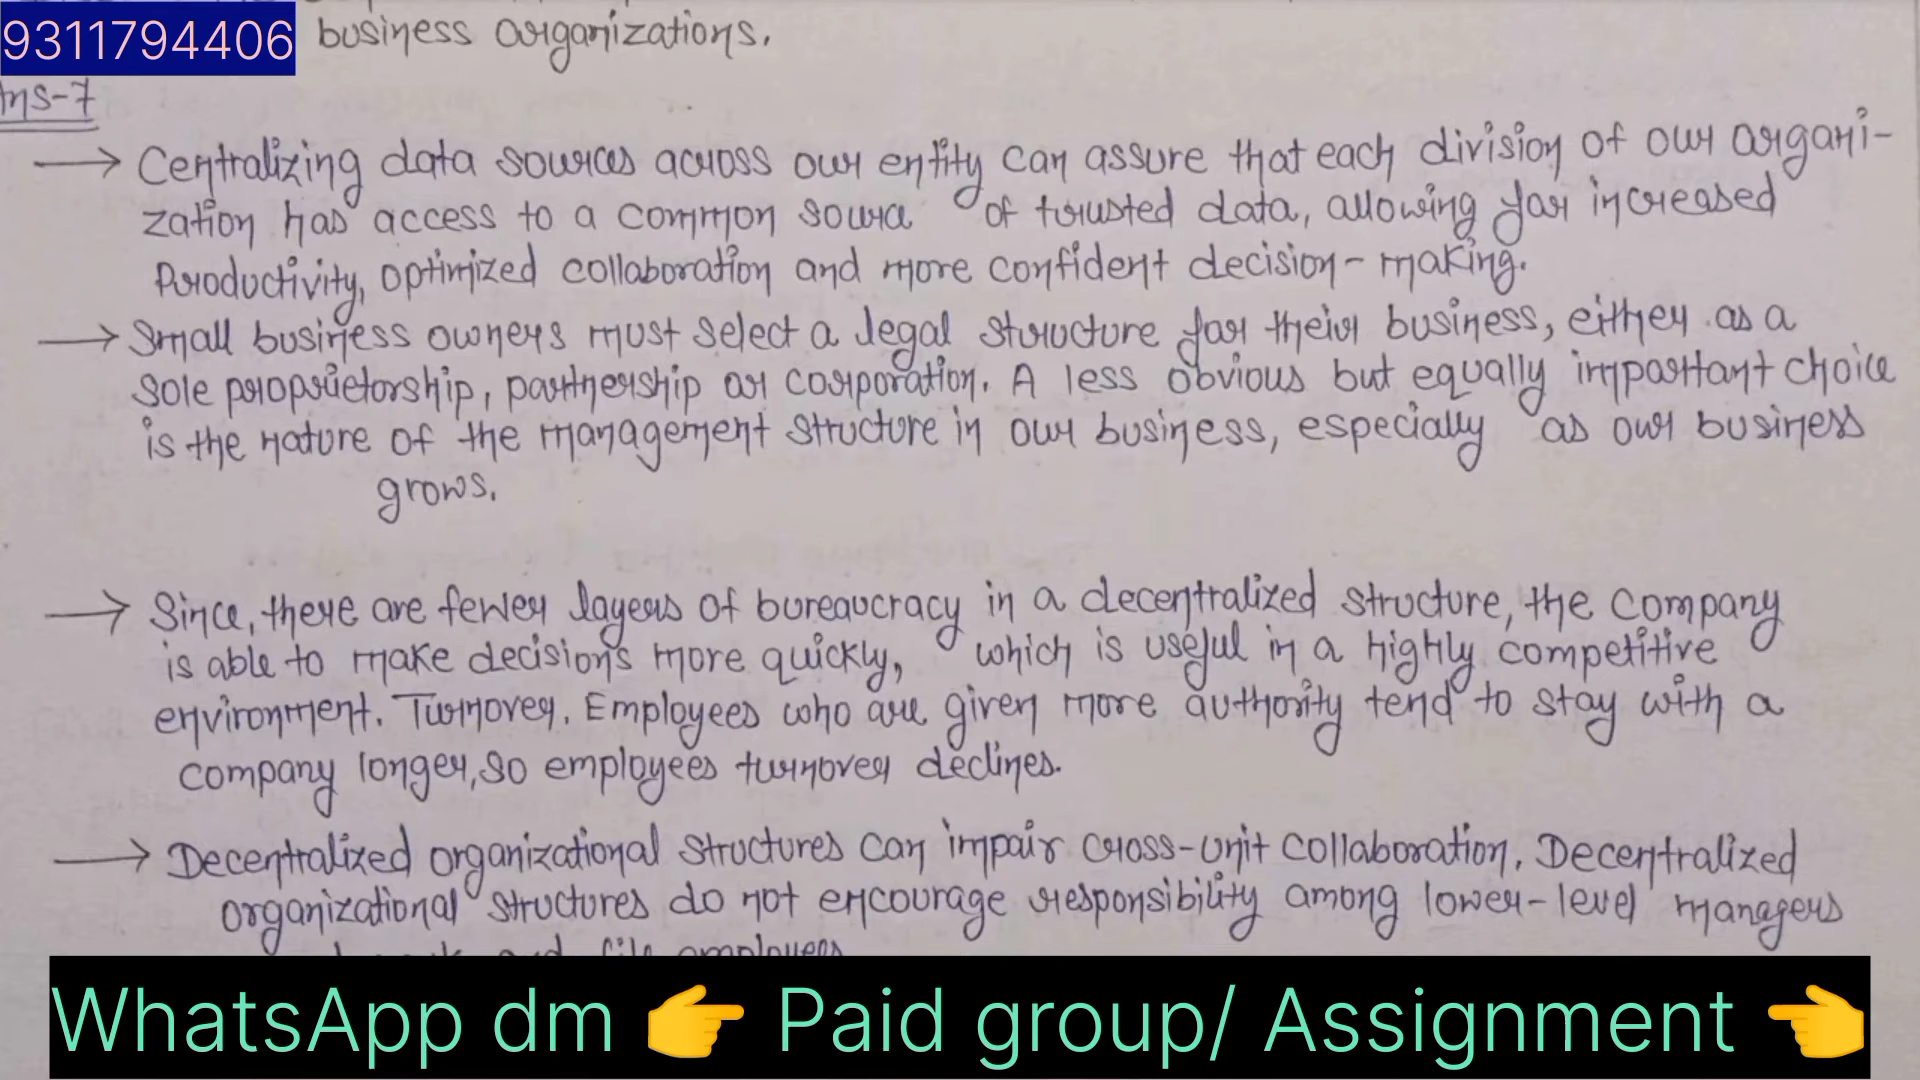 9311794406 business organizations.
Ans-7
→ Centralizing data sources across our entity can assure that each division of our organi-
zation has access to a common source of trusted data, allowing for increased
Productivity, optimized collaboration and more confident decision-making.
→ Small business owners must select a legal structure for their business, either as a
sole proprietorship, partnership or corporation. A less obvious but equally important choice
is the nature of the management structure in our business, especially as our business
grows.
→ Since, there are fewer layers of bureaucracy in a decentralized structure, the company
is able to make decisions more quickly, which is useful in a highly competitive
environment. Turnover. Employees who are given more authority tend to stay with a
company longer, so employees turnover declines.
→ Decentralized organizational structures can impair cross-unit collaboration. Decentralized
organizational structures do not encourage responsibility among lower-level managers
and file employees
WhatsApp dm 👉 Paid group/ Assignment 👈